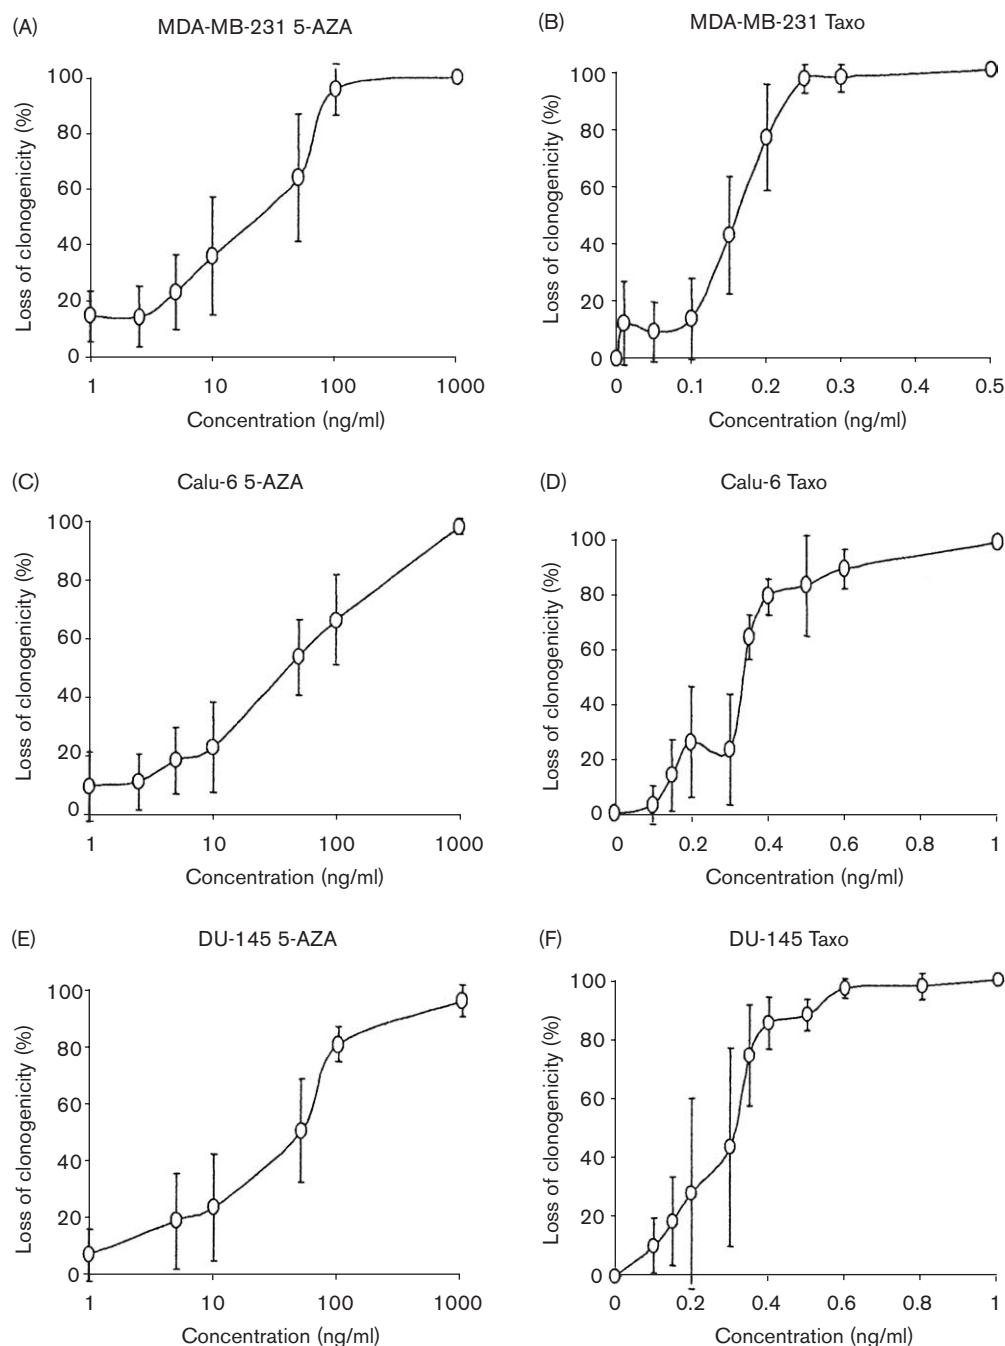 (A) MDA-MB-231 5-AZA
Loss of clonogenicity (%)
100
80
60
40
20
0
1 10 100 1000
Concentration (ng/ml)
(B) MDA-MB-231 Taxo
Loss of clonogenicity (%)
100
80
60
40
20
0
0 0.1 0.2 0.3 0.4 0.5
Concentration (ng/ml)
(C) Calu-6 5-AZA
Loss of clonogenicity (%)
100
80
60
40
20
0
1 10 100 1000
Concentration (ng/ml)
(D) Calu-6 Taxo
Loss of clonogenicity (%)
100
80
60
40
20
0
0 0.2 0.4 0.6 0.8 1
Concentration (ng/ml)
(E) DU-145 5-AZA
Loss of clonogenicity (%)
100
80
60
40
20
0
1 10 100 1000
Concentration (ng/ml)
(F) DU-145 Taxo
Loss of clonogenicity (%)
100
80
60
40
20
0
0 0.2 0.4 0.6 0.8 1
Concentration (ng/ml)